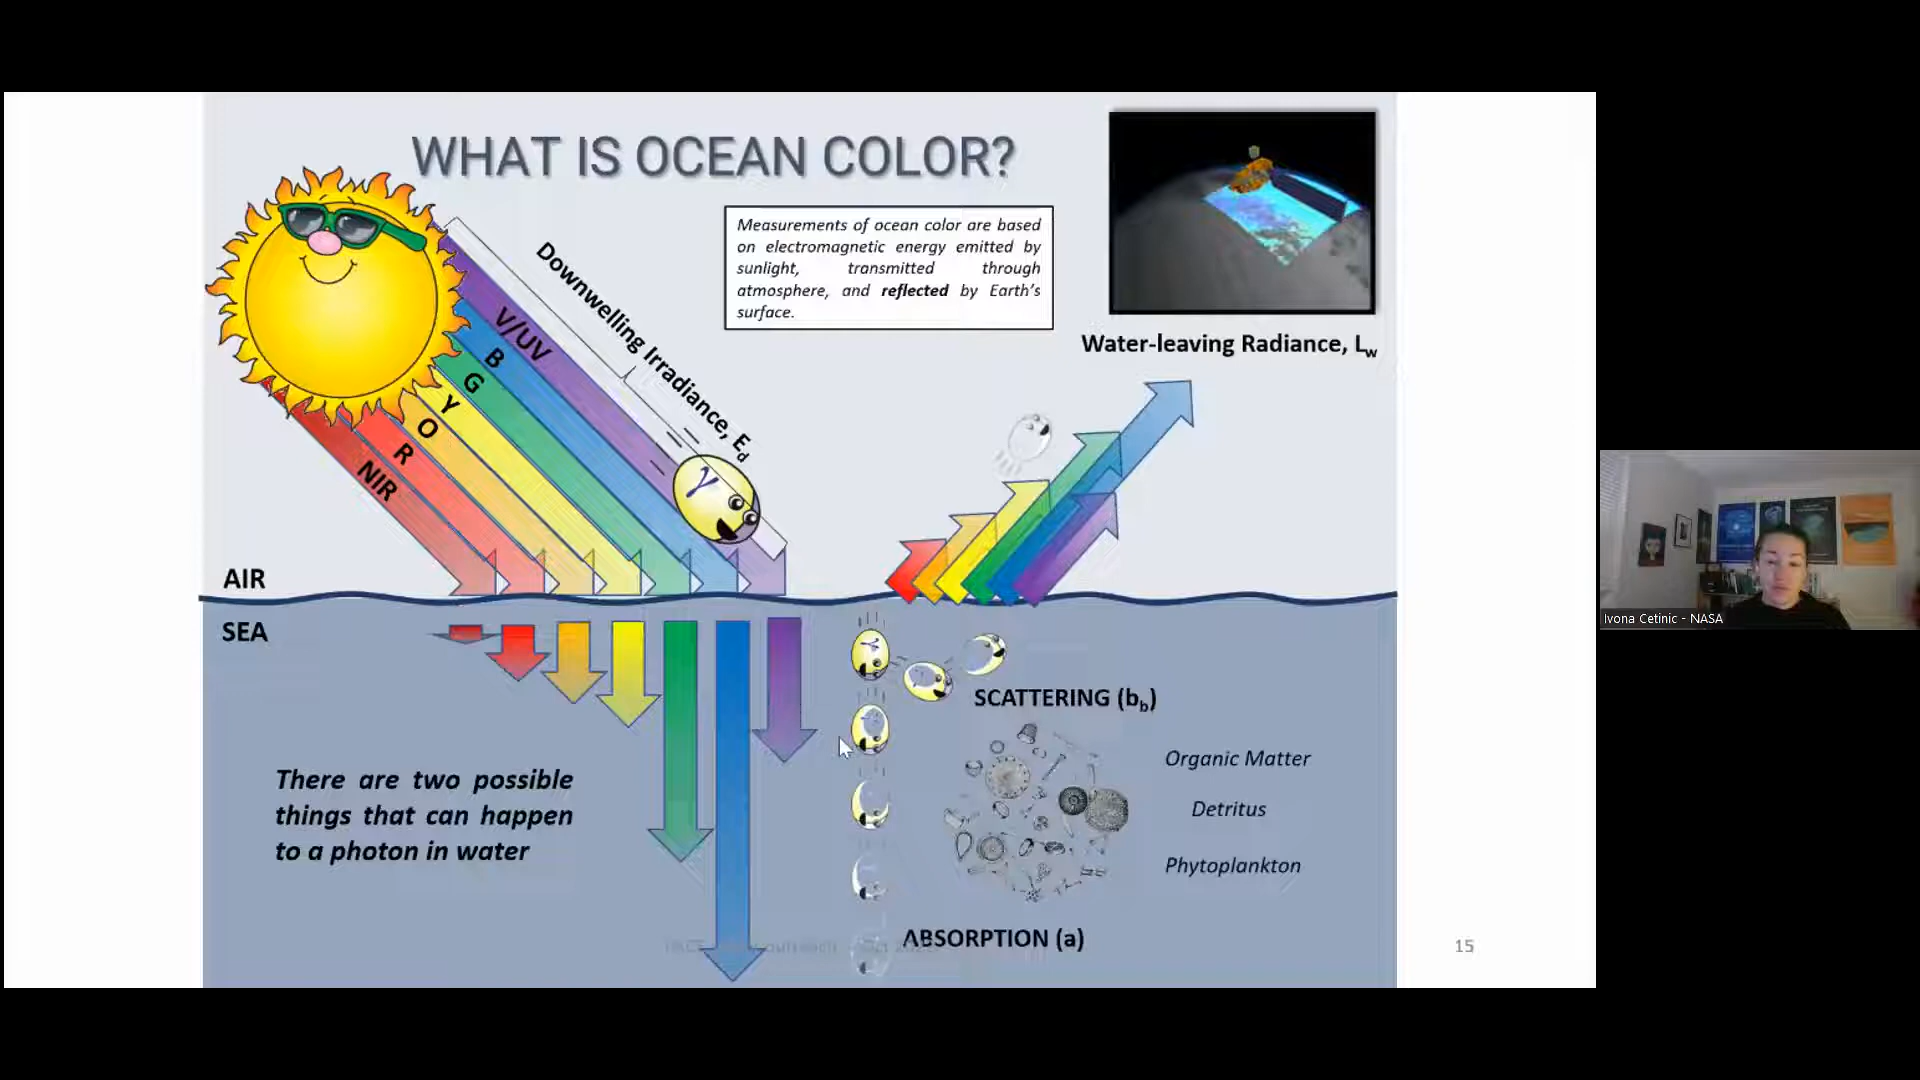 WHAT IS OCEAN COLOR?
Measurements of ocean color are based
on electromagnetic energy emitted by
sunlight, transmitted through
atmosphere, and reflected by Earth's
surface.
Water-leaving Radiance, Lw
Downwelling Irradiance, Ed
V/UV
B
G
Y
O
R
NIR
γ
AIR
SEA
γ
SCATTERING (bb)
Organic Matter
Detritus
Phytoplankton
There are two possible
things that can happen
to a photon in water
ABSORPTION (a)
15
Ivona Cetinic - NASA